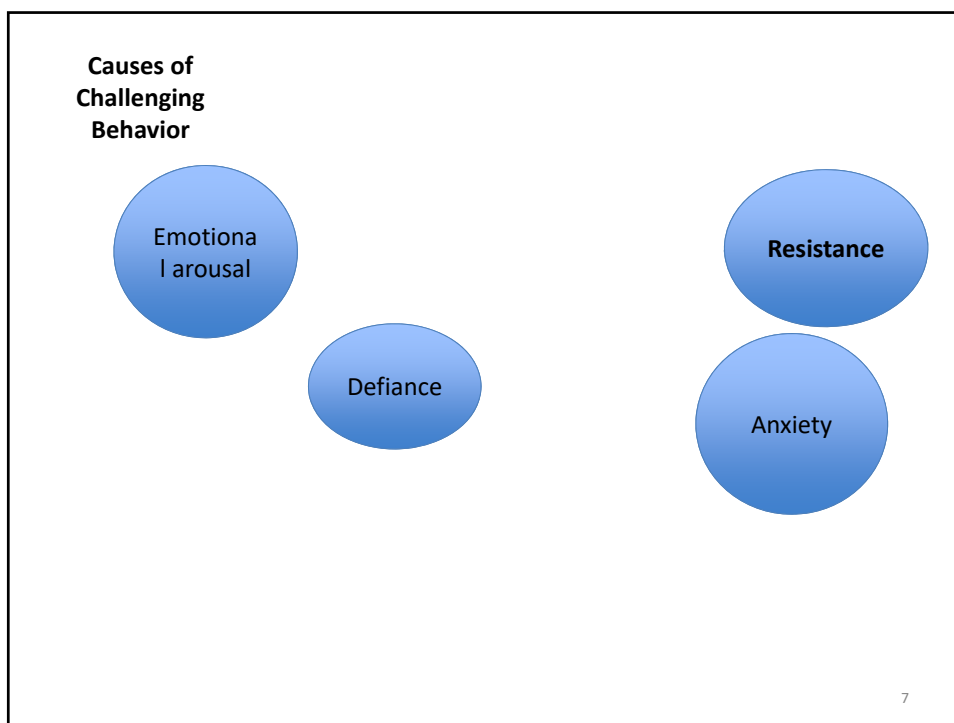 Causes of
Challenging
Behavior
Emotiona
l arousal
Resistance
Defiance
Anxiety
7